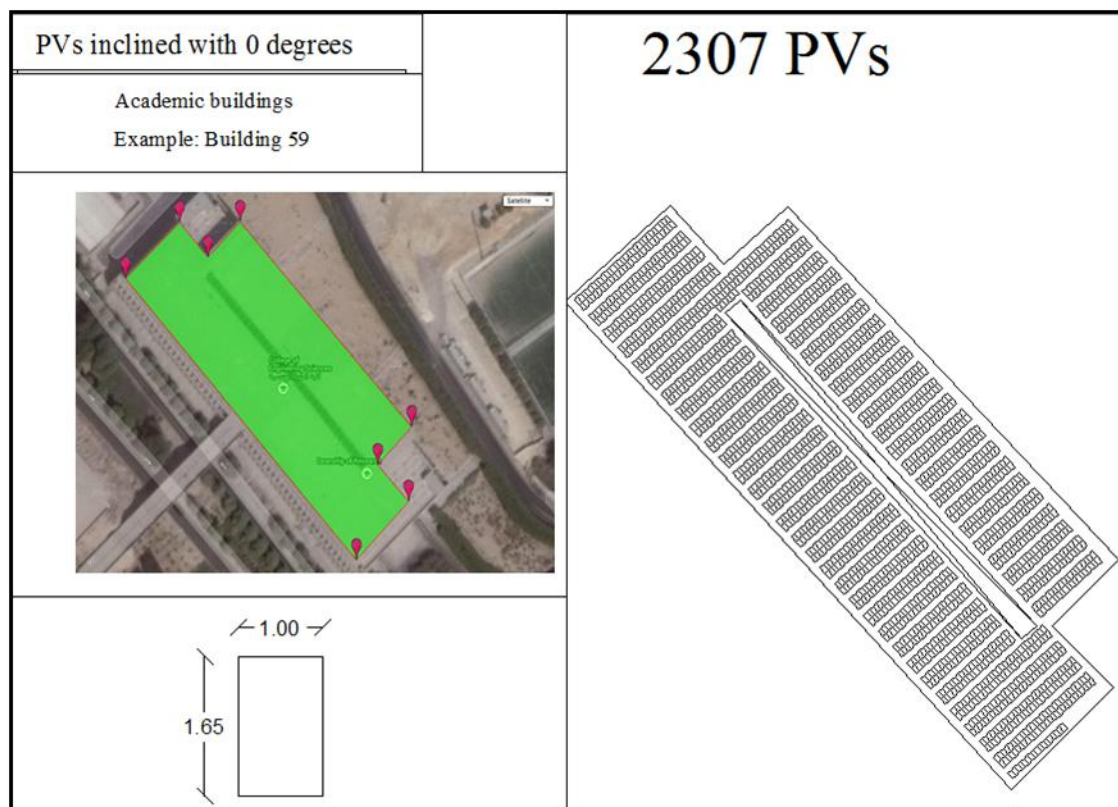 PVs inclined with 0 degrees
2307 PVs
Academic buildings
Example: Building 59
Satellite
1.00
1.65